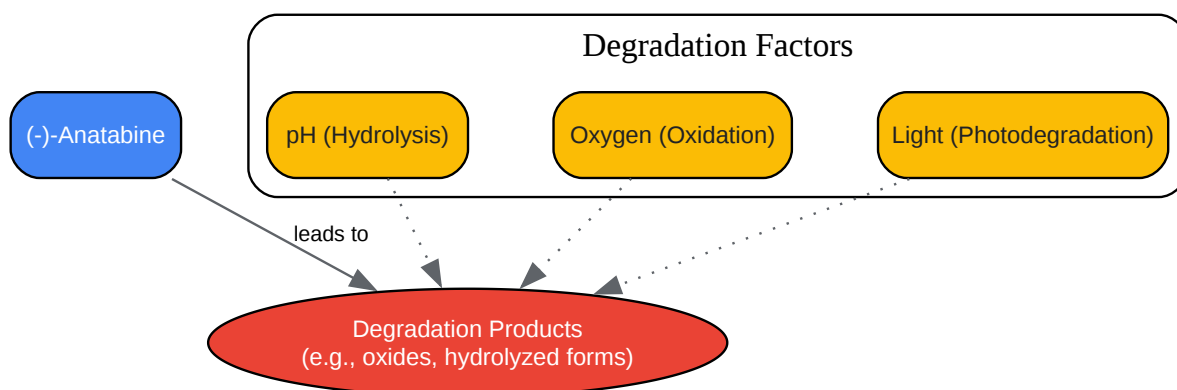 Degradation Factors
(-)-Anatabine
pH (Hydrolysis)
Oxygen (Oxidation)
Light (Photodegradation)
leads to
Degradation Products
(e.g., oxides, hydrolyzed forms)